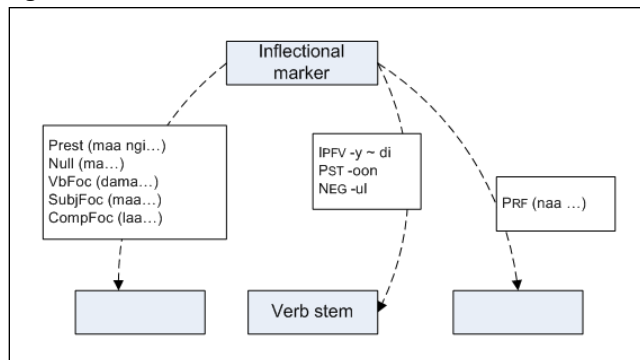 Inflectional
marker
Prest (maa ngi…)
Null (ma…)
VbFoc (dama…)
SubjFoc (maa…)
CompFoc (laa…)
IPFV -y ~ di
PST -oon
NEG -ul
PRF (naa …)
Verb stem